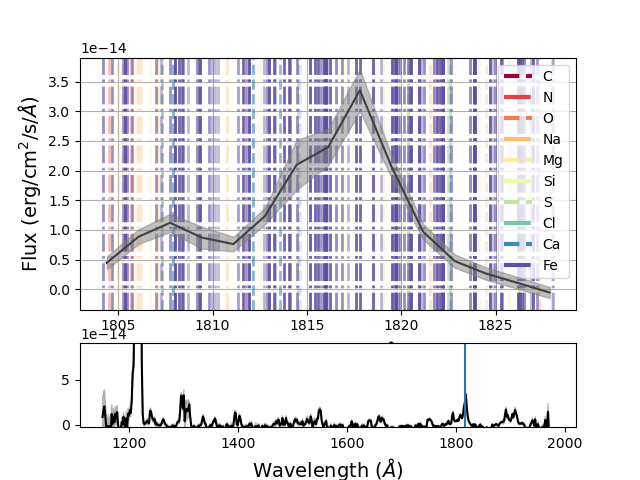 1e−14
3.5
3.0
2.5
2.0
1.5
1.0
0.5
0.0
Flux (erg/cm²/s/Å)
C
N
O
Na
Mg
Si
S
Cl
Ca
Fe
1805 1810 1815 1820 1825
1e−14
5
0
1200 1400 1600 1800 2000
Wavelength (Å)